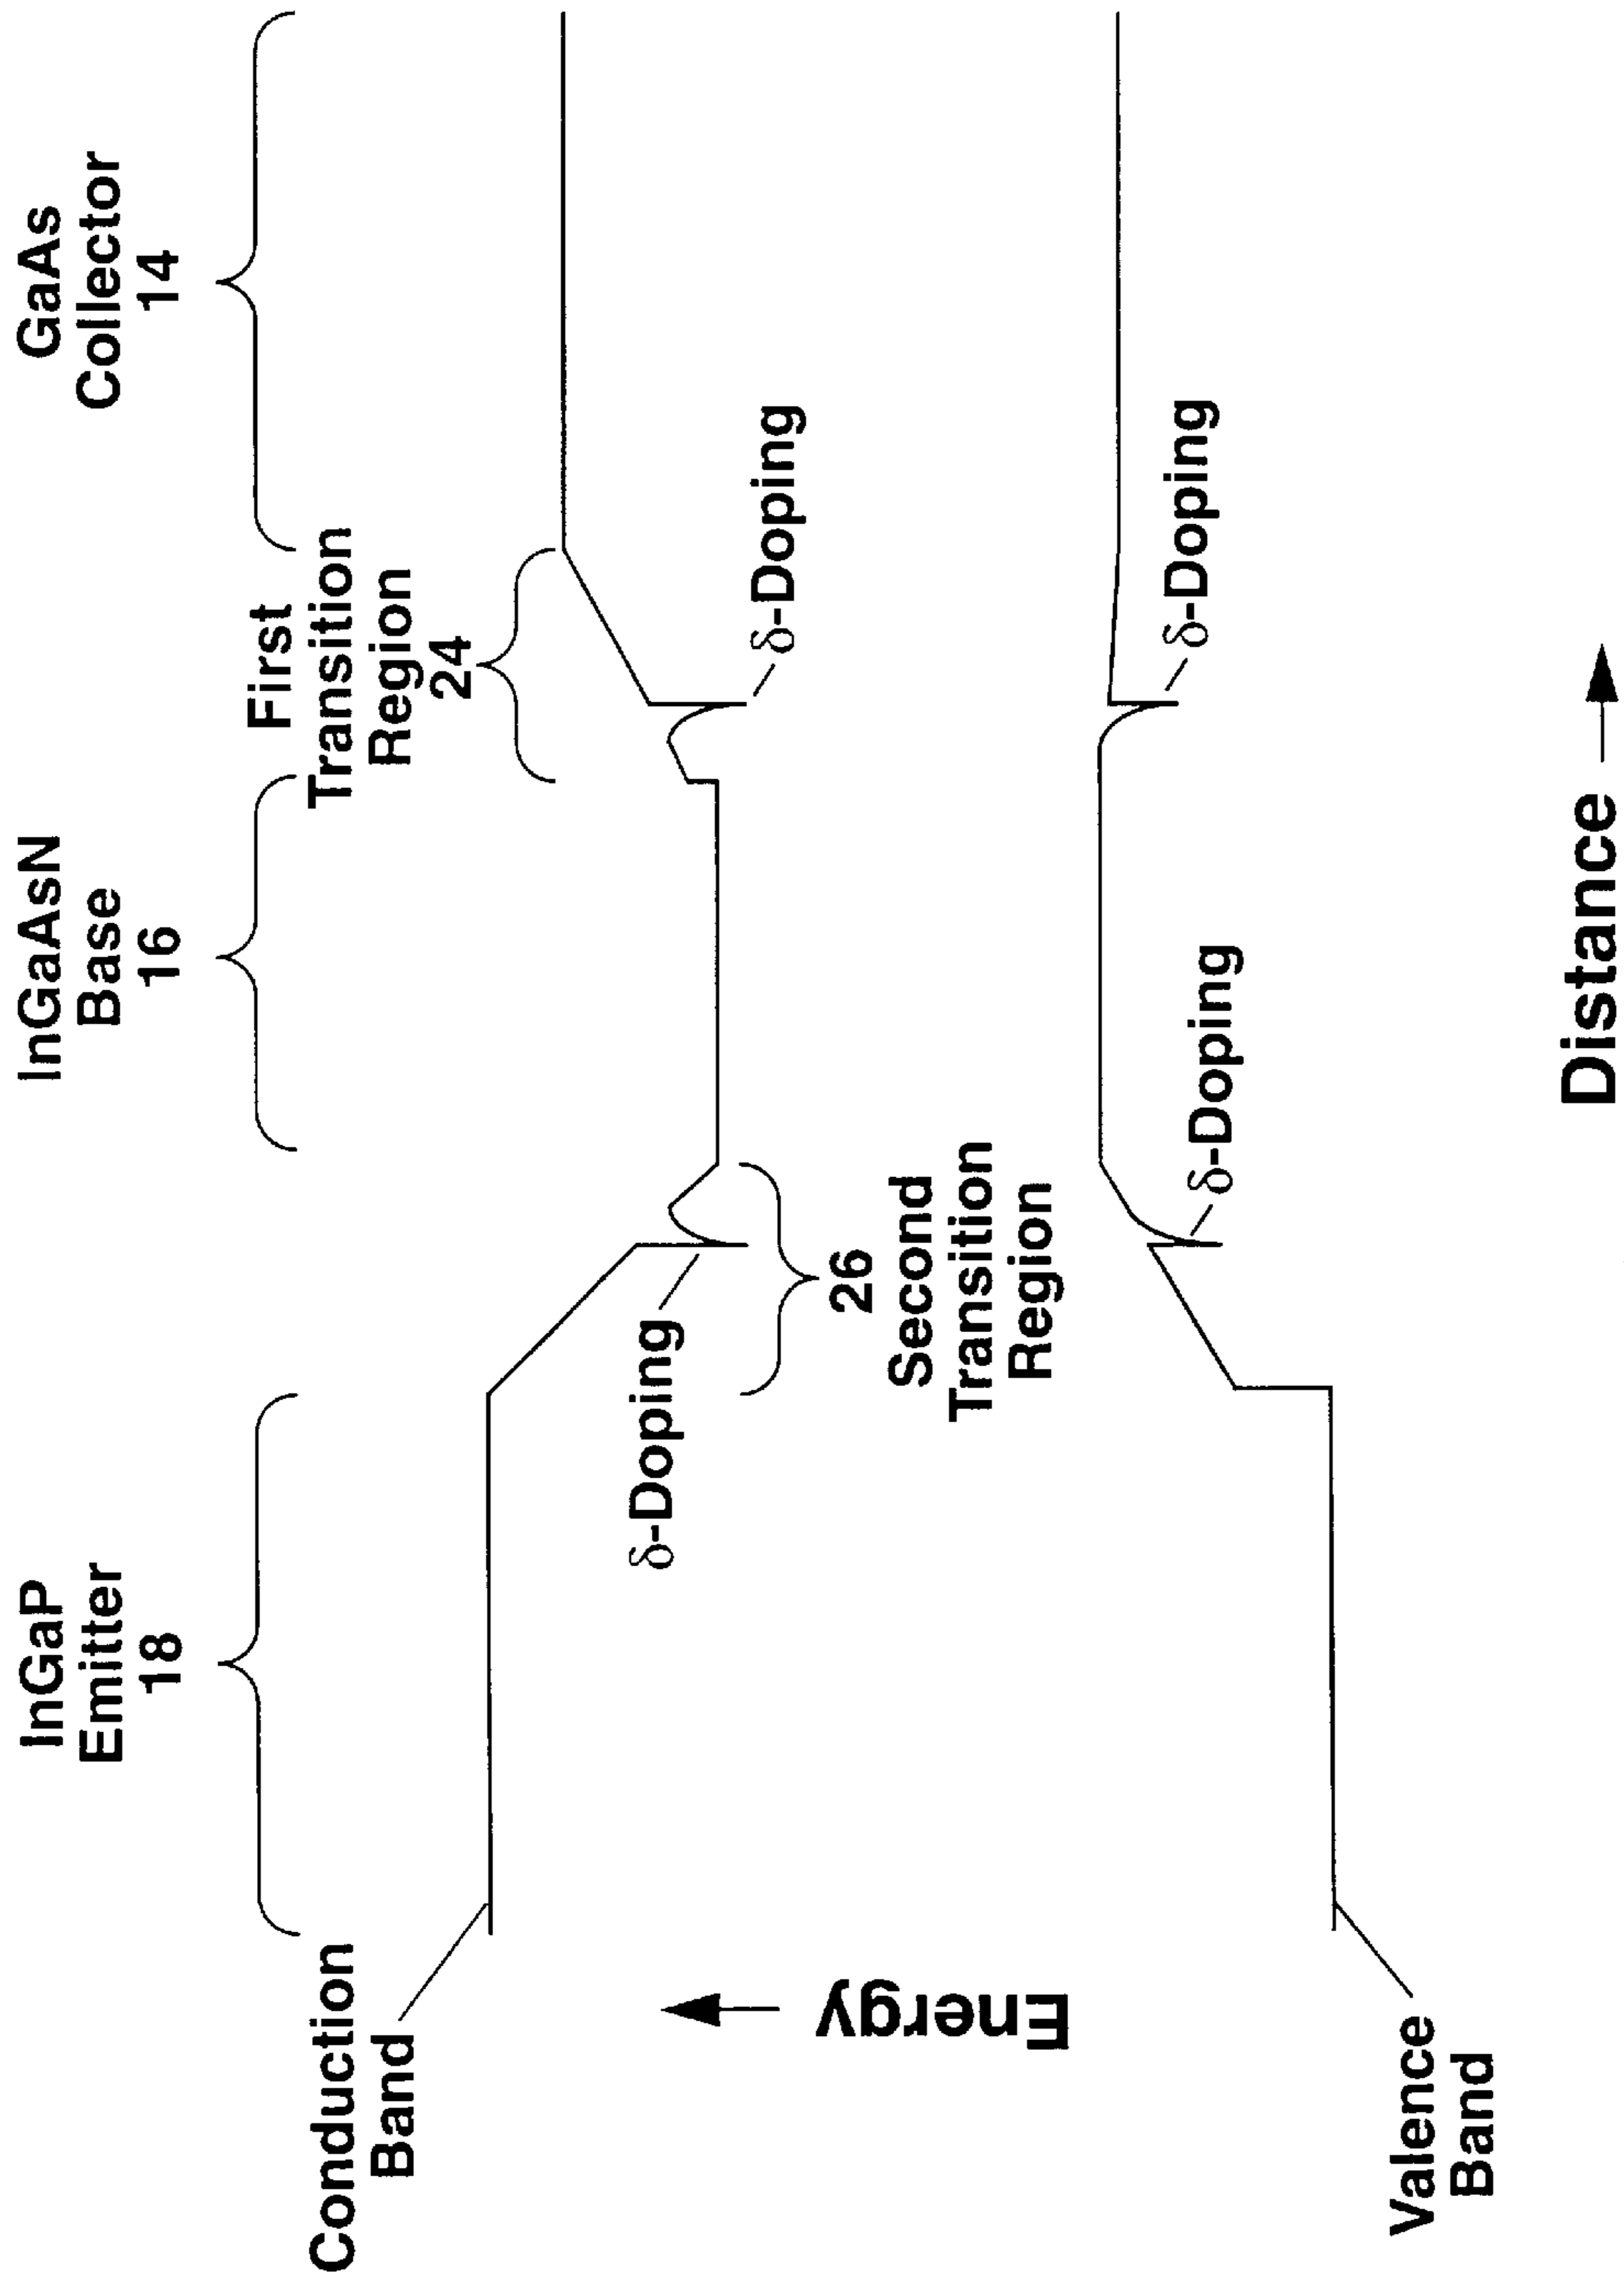 InGaP
Emitter
18
InGaAsN
Base
16
GaAs
Collector
14
First
Transition
Region
24
Conduction
Band
δ-Doping
δ-Doping
26
Second
Transition
Region
Energy
δ-Doping
δ-Doping
Valence
Band
Distance